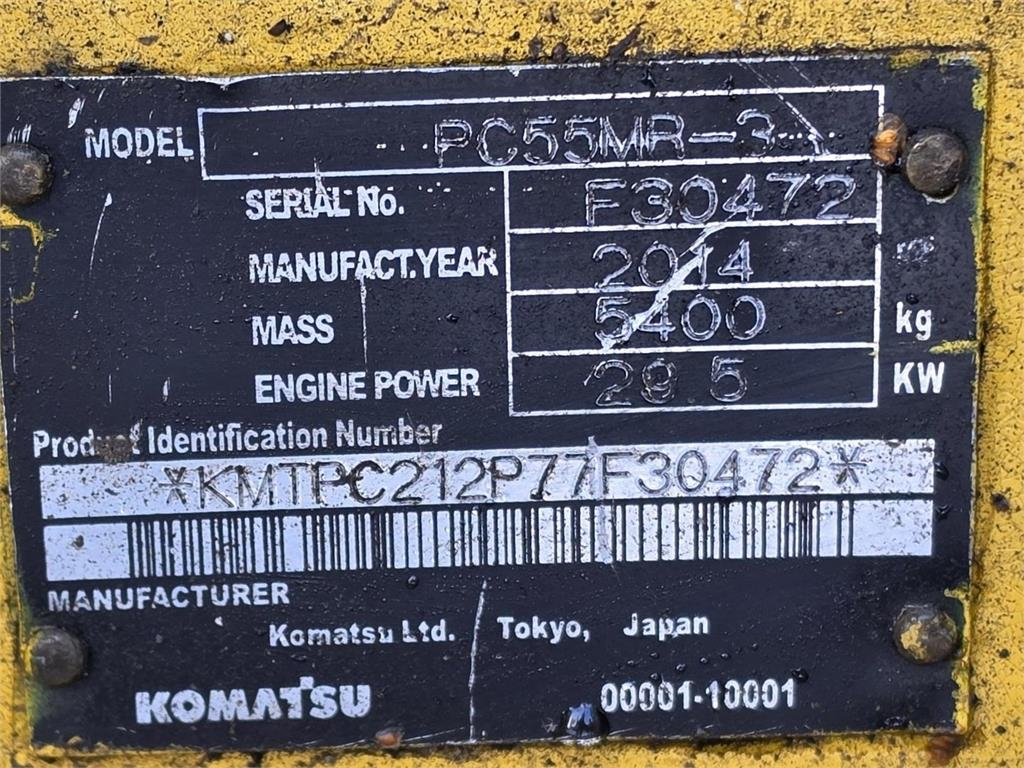 MODEL PC55MR-3
SERIAL No. F30472
MANUFACT.YEAR 2014
MASS 5400 kg
ENGINE POWER 29 5 KW
Product Identification Number
*KMTPC212P77F30472*
MANUFACTURER
Komatsu Ltd. Tokyo, Japan
KOMATSU 00001-10001